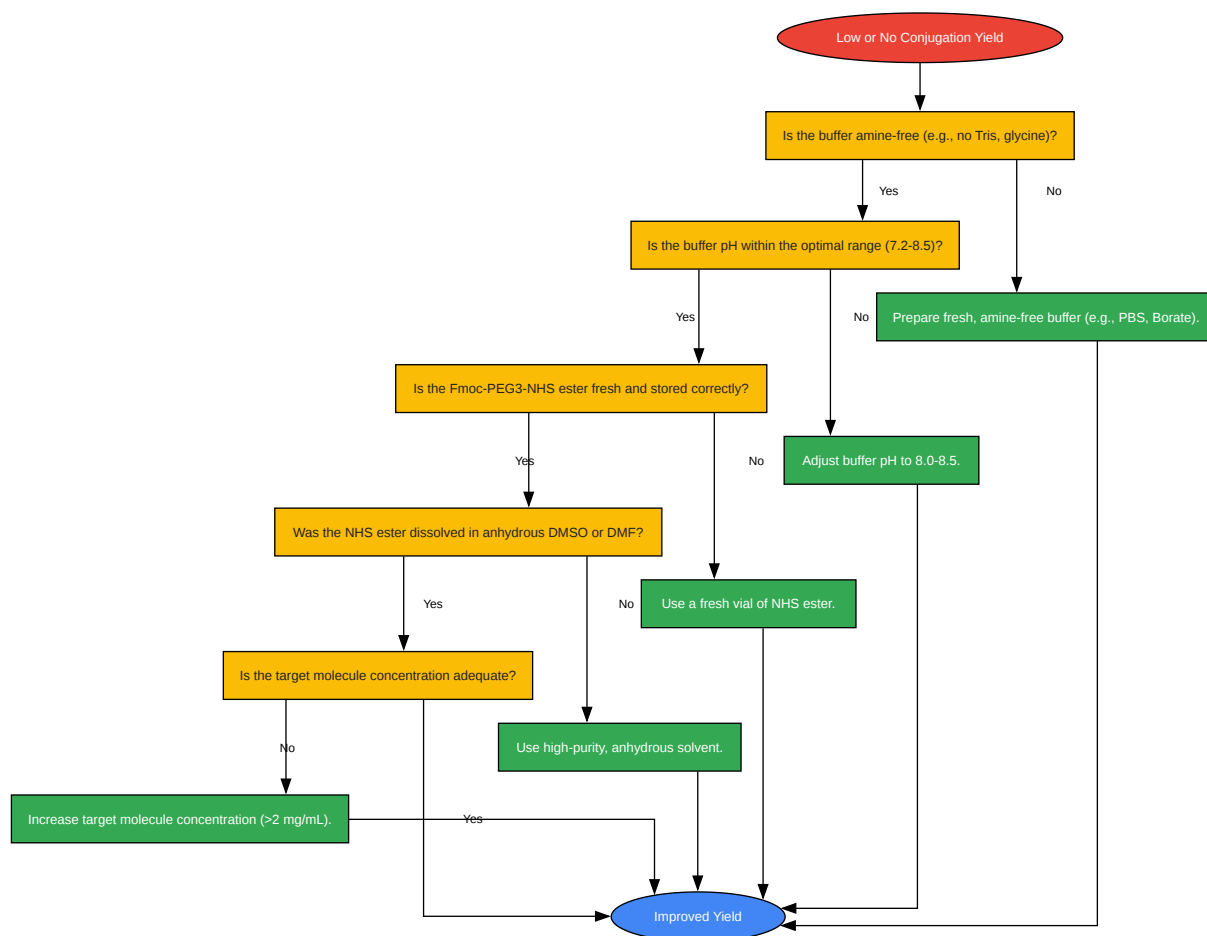 Low or No Conjugation Yield
Is the buffer amine-free (e.g., no Tris, glycine)?
Yes
No
Is the buffer pH within the optimal range (7.2-8.5)?
Yes
No
Prepare fresh, amine-free buffer (e.g., PBS, Borate).
Is the Fmoc-PEG3-NHS ester fresh and stored correctly?
Yes
No
Adjust buffer pH to 8.0-8.5.
Was the NHS ester dissolved in anhydrous DMSO or DMF?
Yes
No
Use a fresh vial of NHS ester.
Is the target molecule concentration adequate?
No
Use high-purity, anhydrous solvent.
Increase target molecule concentration (>2 mg/mL).
Yes
Improved Yield